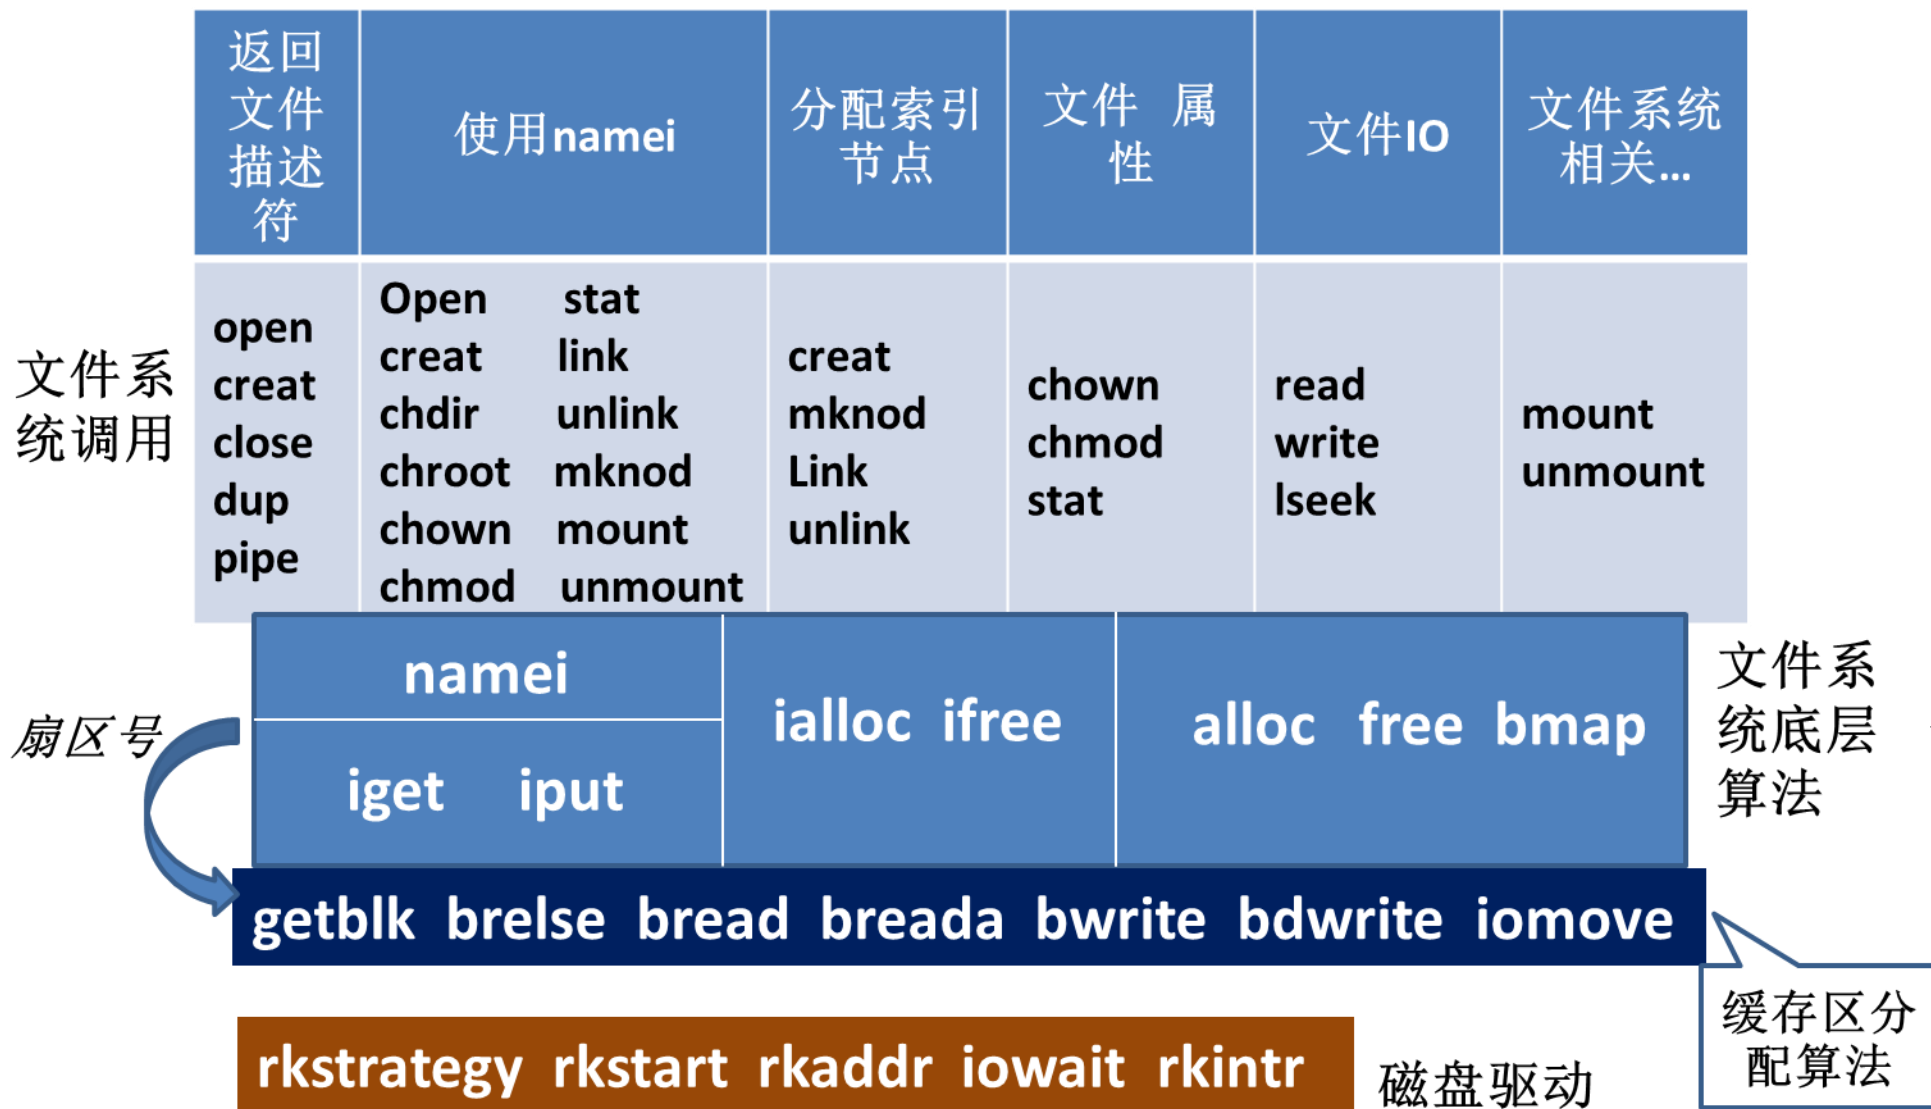 返回
文件
描述
符
使用namei
分配索引
节点
文件 属
性
文件IO
文件系统
相关...
文件系
统调用
open
creat
close
dup
pipe
Open stat
creat link
chdir unlink
chroot mknod
chown mount
chmod unmount
creat
mknod
Link
unlink
chown
chmod
stat
read
write
lseek
mount
unmount
namei
iget iput
ialloc ifree
alloc free bmap
文件系
统底层
算法
扇区号
getblk brelse bread breada bwrite bdwrite iomove
缓存区分
配算法
rkstrategy rkstart rkaddr iowait rkintr
磁盘驱动